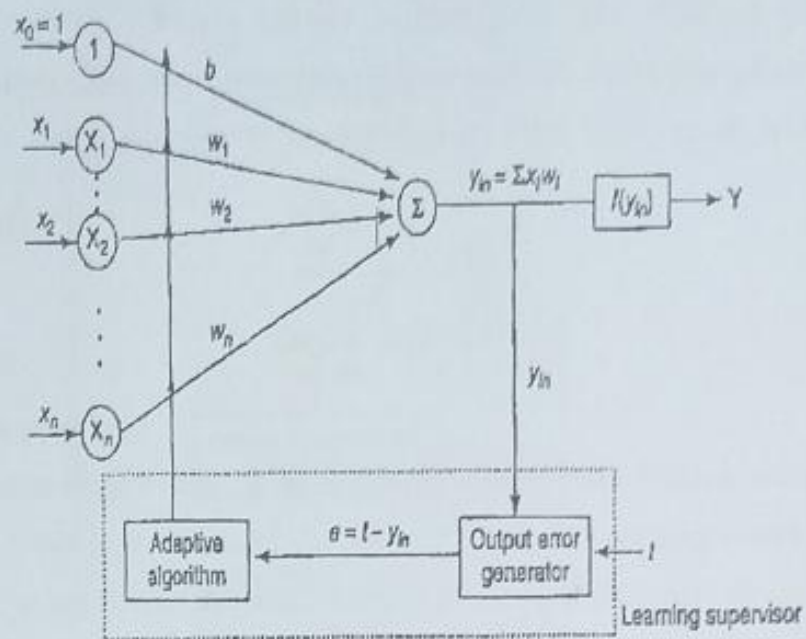 x₀ = 1
1
b
x₁
X₁
w₁
yᵢₙ = Σxᵢwᵢ
f(yᵢₙ)
Y
Σ
x₂
X₂
w₂
wₙ
yᵢₙ
xₙ
Xₙ
Adaptive
algorithm
e = t – yᵢₙ
Output error
generator
t
Learning supervisor